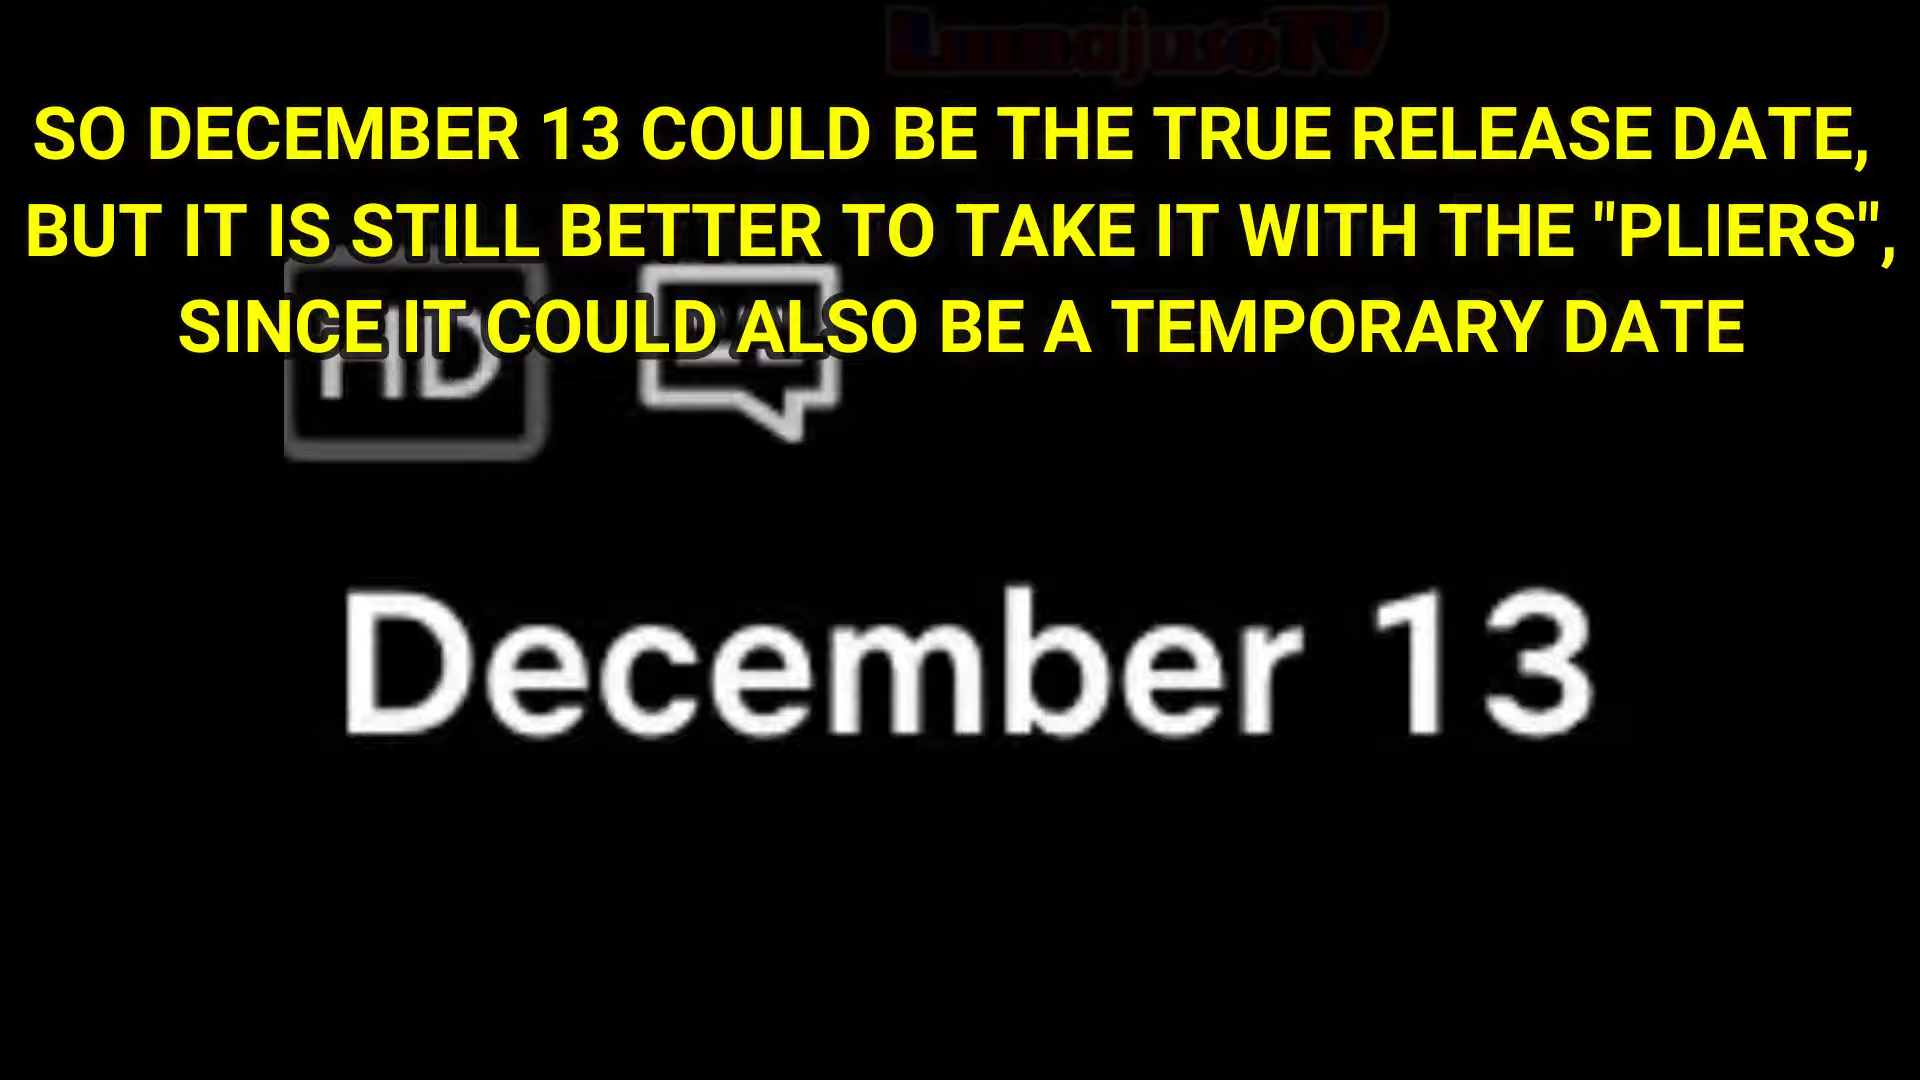 LumajusoTV
SO DECEMBER 13 COULD BE THE TRUE RELEASE DATE,
BUT IT IS STILL BETTER TO TAKE IT WITH THE "PLIERS",
SINCE IT COULD ALSO BE A TEMPORARY DATE
HD
December 13